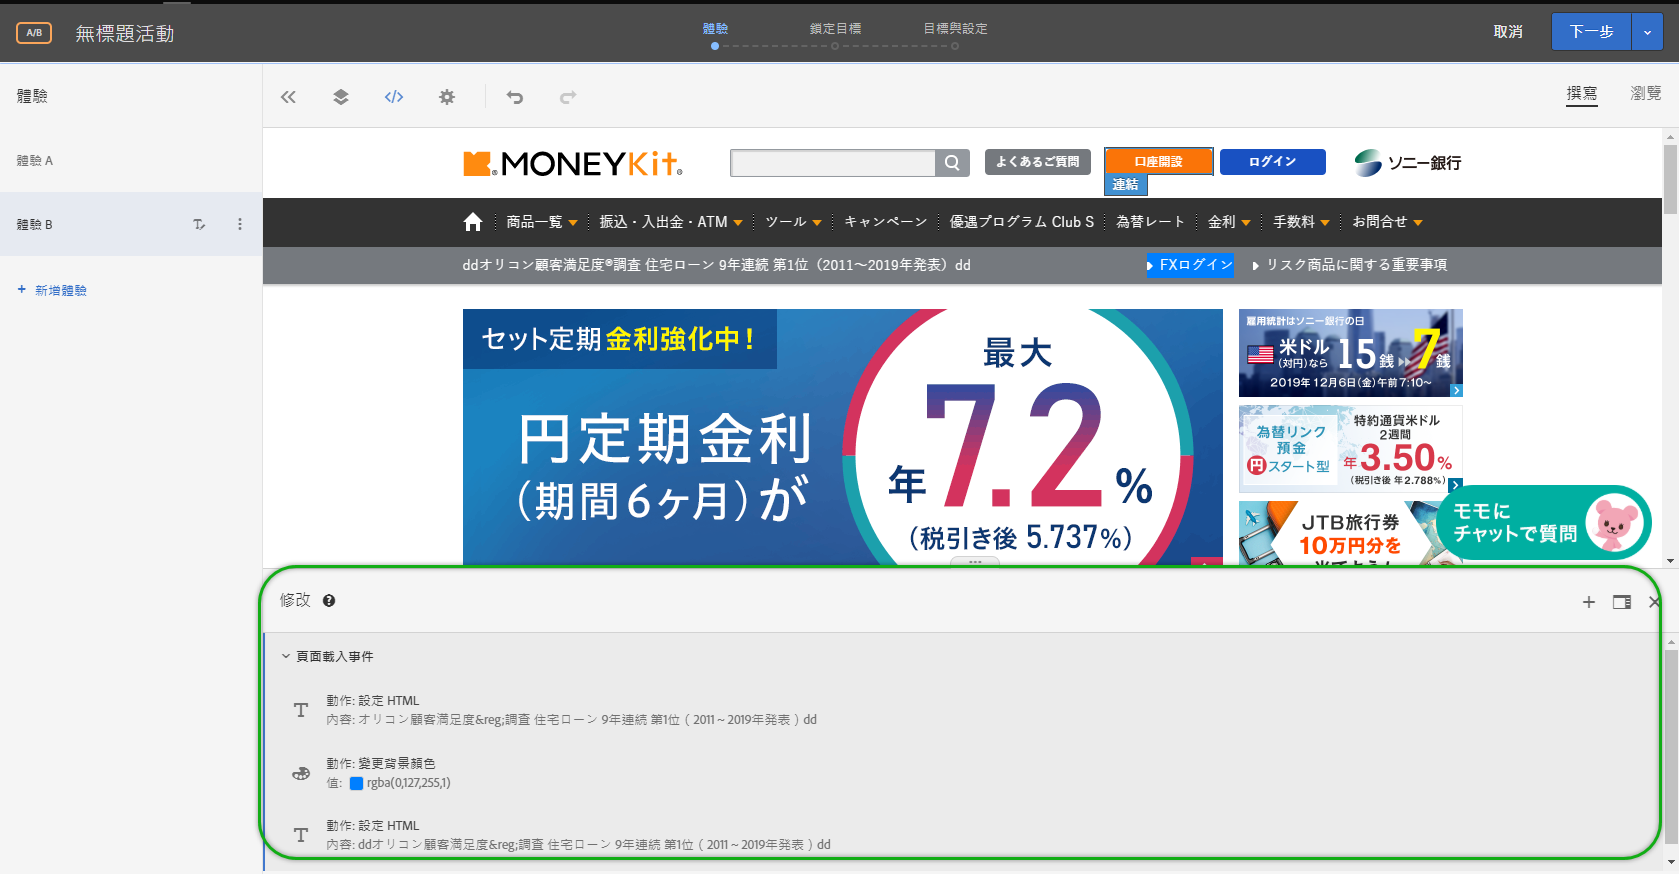 A/B
無標題活動
體驗
鎖定目標
目標與設定
取消
下一步
體驗
撰寫
瀏覽
體驗 A
體驗 B
+ 新增體驗
MONEYKit
よくあるご質問
口座開設
連結
ログイン
ソニー銀行
商品一覧
振込・入出金・ATM
ツール
キャンペーン
優遇プログラム Club S
為替レート
金利
手数料
お問合せ
ddオリコン顧客満足度®調査 住宅ローン 9年連続 第1位（2011～2019年発表）dd
FXログイン
リスク商品に関する重要事項
セット定期 金利強化中！
円定期金利
（期間6ヶ月）が
最大
年7.2%
（税引き後 5.737%）
雇用統計はソニー銀行の日
米ドル
（対円）なら
15銭
7銭
2019年12月6日（金）午前7:10～
為替リンク
預金
円スタート型
特約通貨米ドル
2週間
年3.50%
（税引き後 年2.788%）
JTB旅行券
10万円分を
モモに
チャットで質問
修改
頁面載入事件
動作: 設定 HTML
內容: オリコン顧客満足度&reg;調査 住宅ローン 9年連続 第1位（2011～2019年発表）dd
動作: 變更背景顏色
值: rgba(0,127,255,1)
動作: 設定 HTML
內容: ddオリコン顧客満足度&reg;調査 住宅ローン 9年連続 第1位（2011～2019年発表）dd